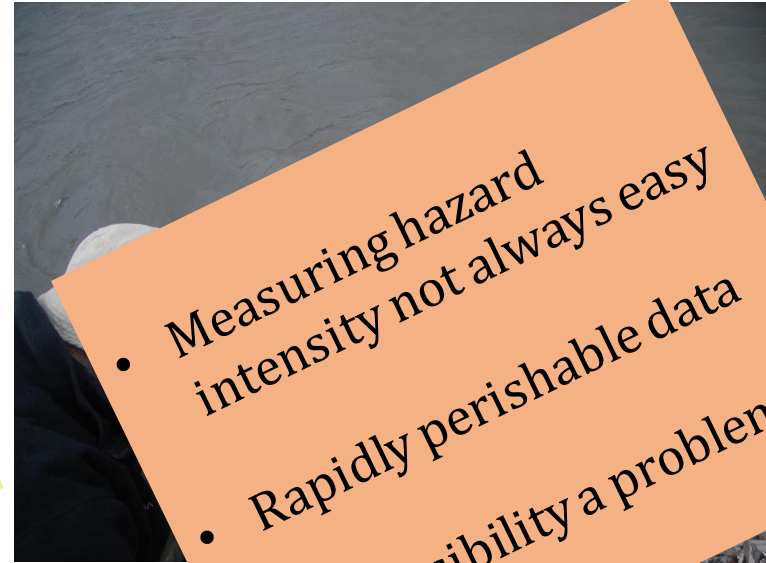 • Measuring hazard
intensity not always easy
• Rapidly perishable data
a